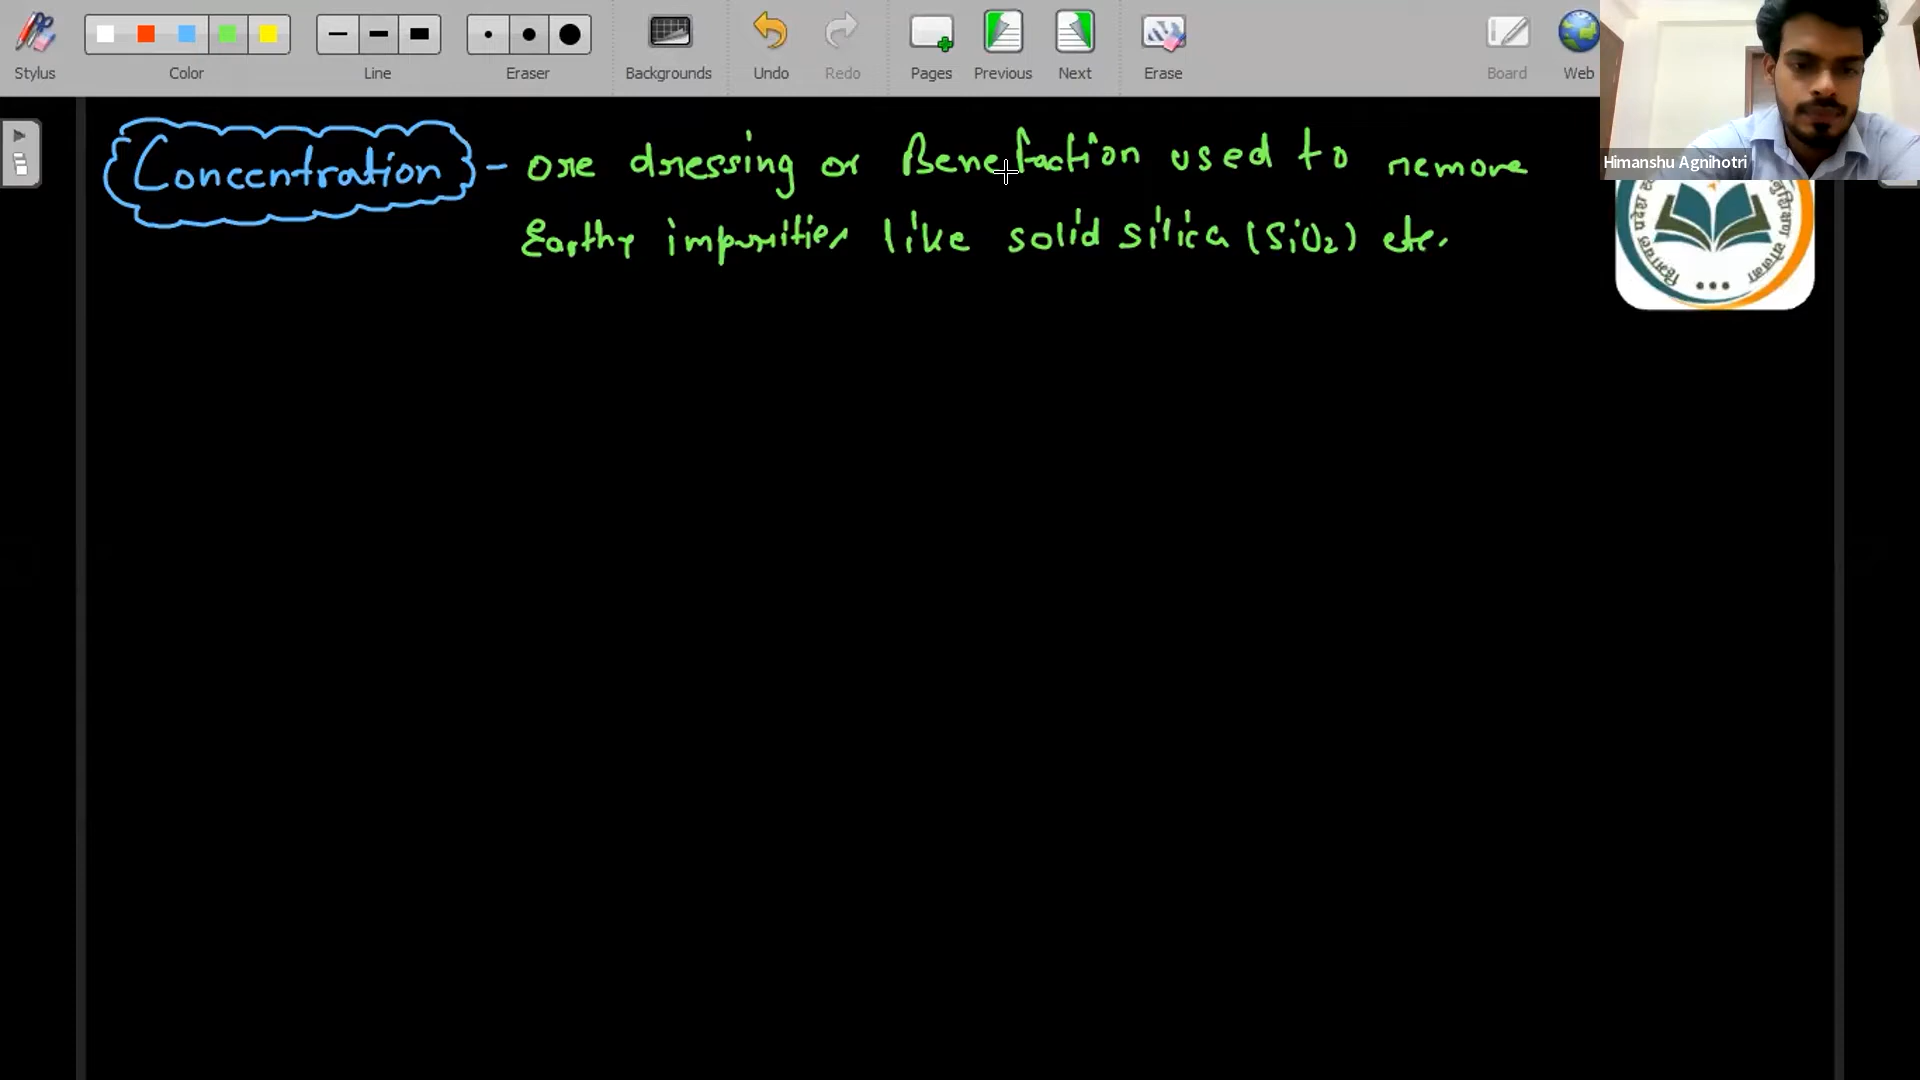 Stylus Color Line Eraser Backgrounds Undo Redo Pages Previous Next Erase Board Web
Himanshu Agnihotri
Concentration - ore dressing or Benefaction used to remove
Earthy impurities like solid silica (SiO2) etc.